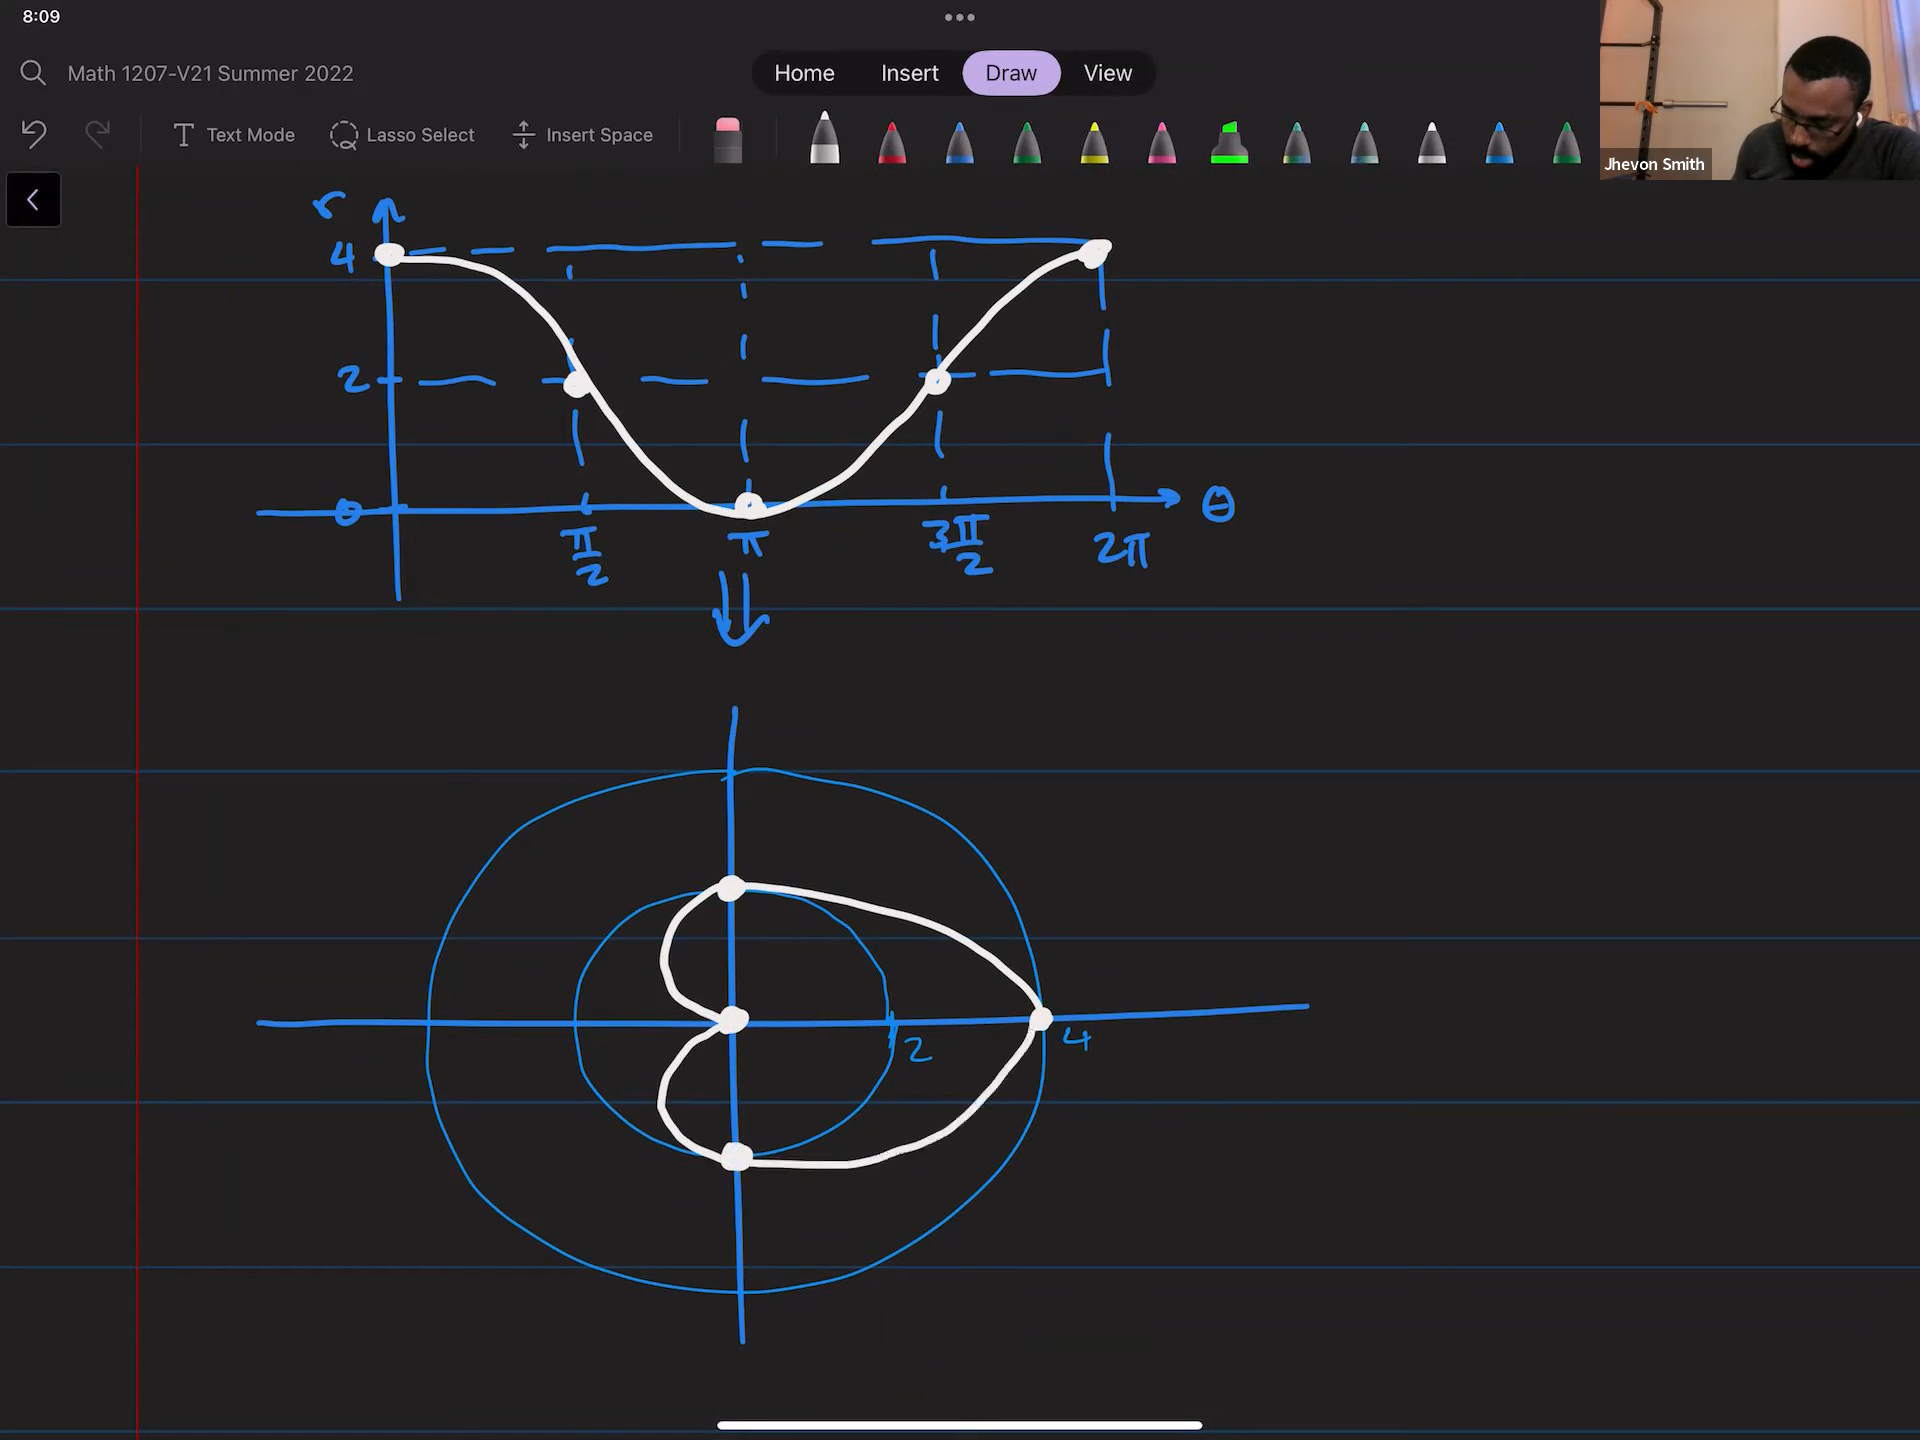 8:09
Math 1207-V21 Summer 2022
Home Insert Draw View
Text Mode Lasso Select Insert Space
Jhevon Smith
r
4
2
0
π/2 π 3π/2 2π θ
2 4